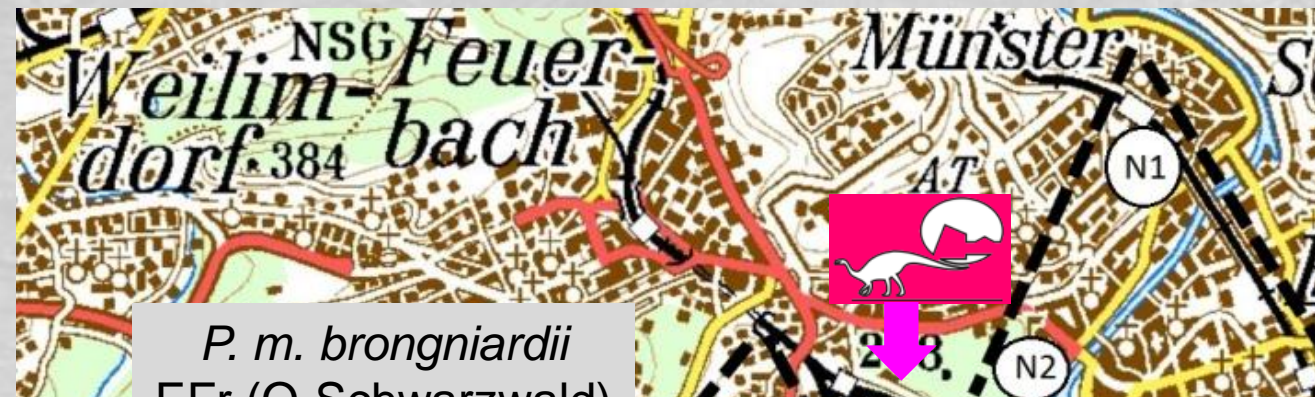 NSG
Feuer-
bach
Weilim-
dorf
384
Münster
AT
N1
N2
P. m. brongniardii